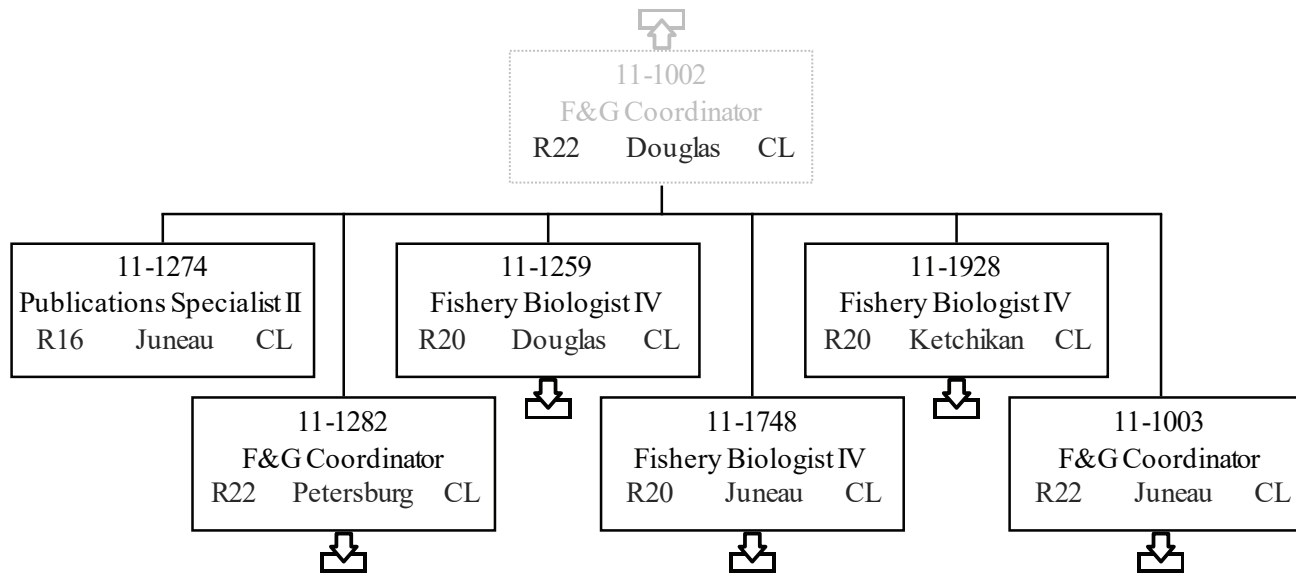 11-1002
F&G Coordinator
R22 Douglas CL
11-1274
Publications Specialist II
R16 Juneau CL
11-1259
Fishery Biologist IV
R20 Douglas CL
11-1928
Fishery Biologist IV
R20 Ketchikan CL
11-1282
F&G Coordinator
R22 Petersburg CL
11-1748
Fishery Biologist IV
R20 Juneau CL
11-1003
F&G Coordinator
R22 Juneau CL